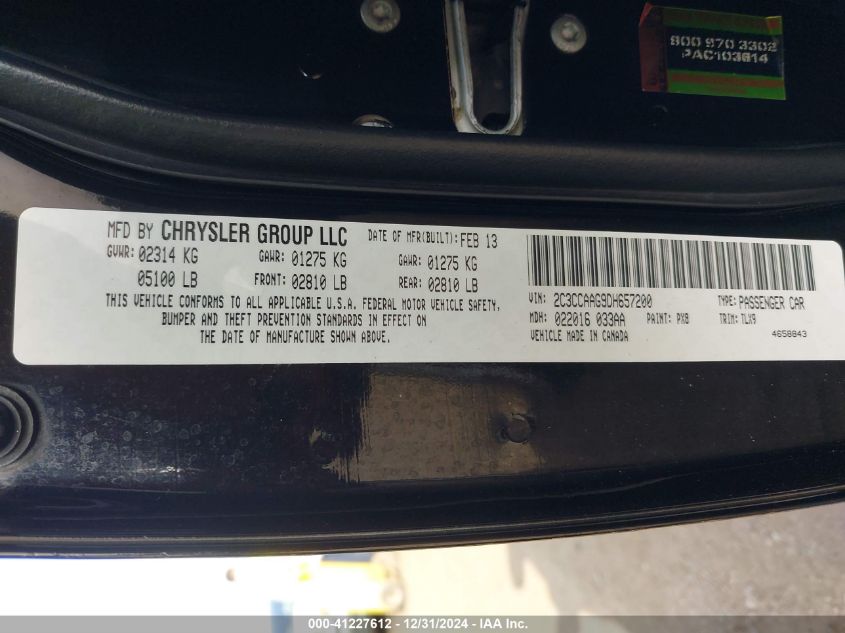 800 970 3302
PAC103614
MFD BY CHRYSLER GROUP LLC DATE OF MFR(BUILT): FEB 13
GVWR: 02314 KG GAWR: 01275 KG GAWR: 01275 KG
05100 LB FRONT: 02810 LB REAR: 02810 LB
THIS VEHICLE CONFORMS TO ALL APPLICABLE U.S.A. FEDERAL MOTOR VEHICLE SAFETY,
BUMPER AND THEFT PREVENTION STANDARDS IN EFFECT ON
THE DATE OF MANUFACTURE SHOWN ABOVE.
VIN: 2C3CCAAG9DH657200 TYPE: PASSENGER CAR
MDH: 022016 033AA PAINT: PX8 TRIM: TLX9
VEHICLE MADE IN CANADA 4658843
000-41227612 - 12/31/2024 - IAA Inc.